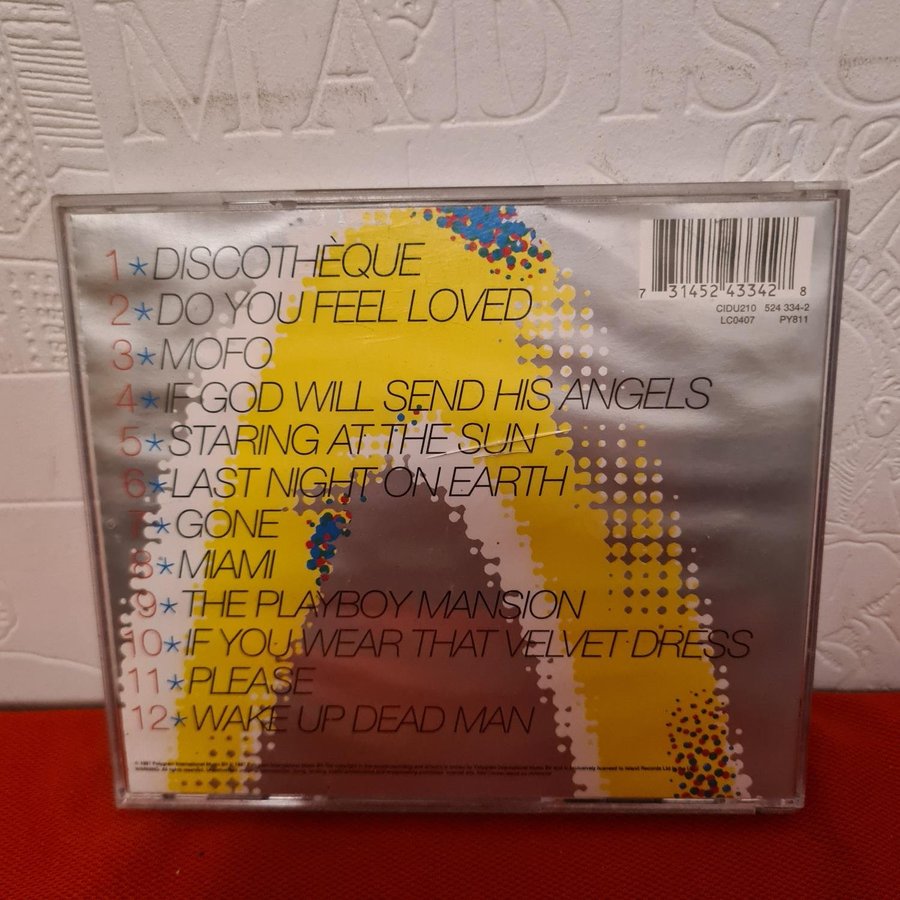 MADISO
ave
1*DISCOTHÈQUE
2*DO YOU FEEL LOVED
3*MOFO
4*IF GOD WILL SEND HIS ANGELS
5*STARING AT THE SUN
6*LAST NIGHT ON EARTH
7*GONE
8*MIAMI
9*THE PLAYBOY MANSION
10*IF YOU WEAR THAT VELVET DRESS
11*PLEASE
12*WAKE UP DEAD MAN
7 31452 43342 8
CIDU210 524 334-2
LC0407 PY811